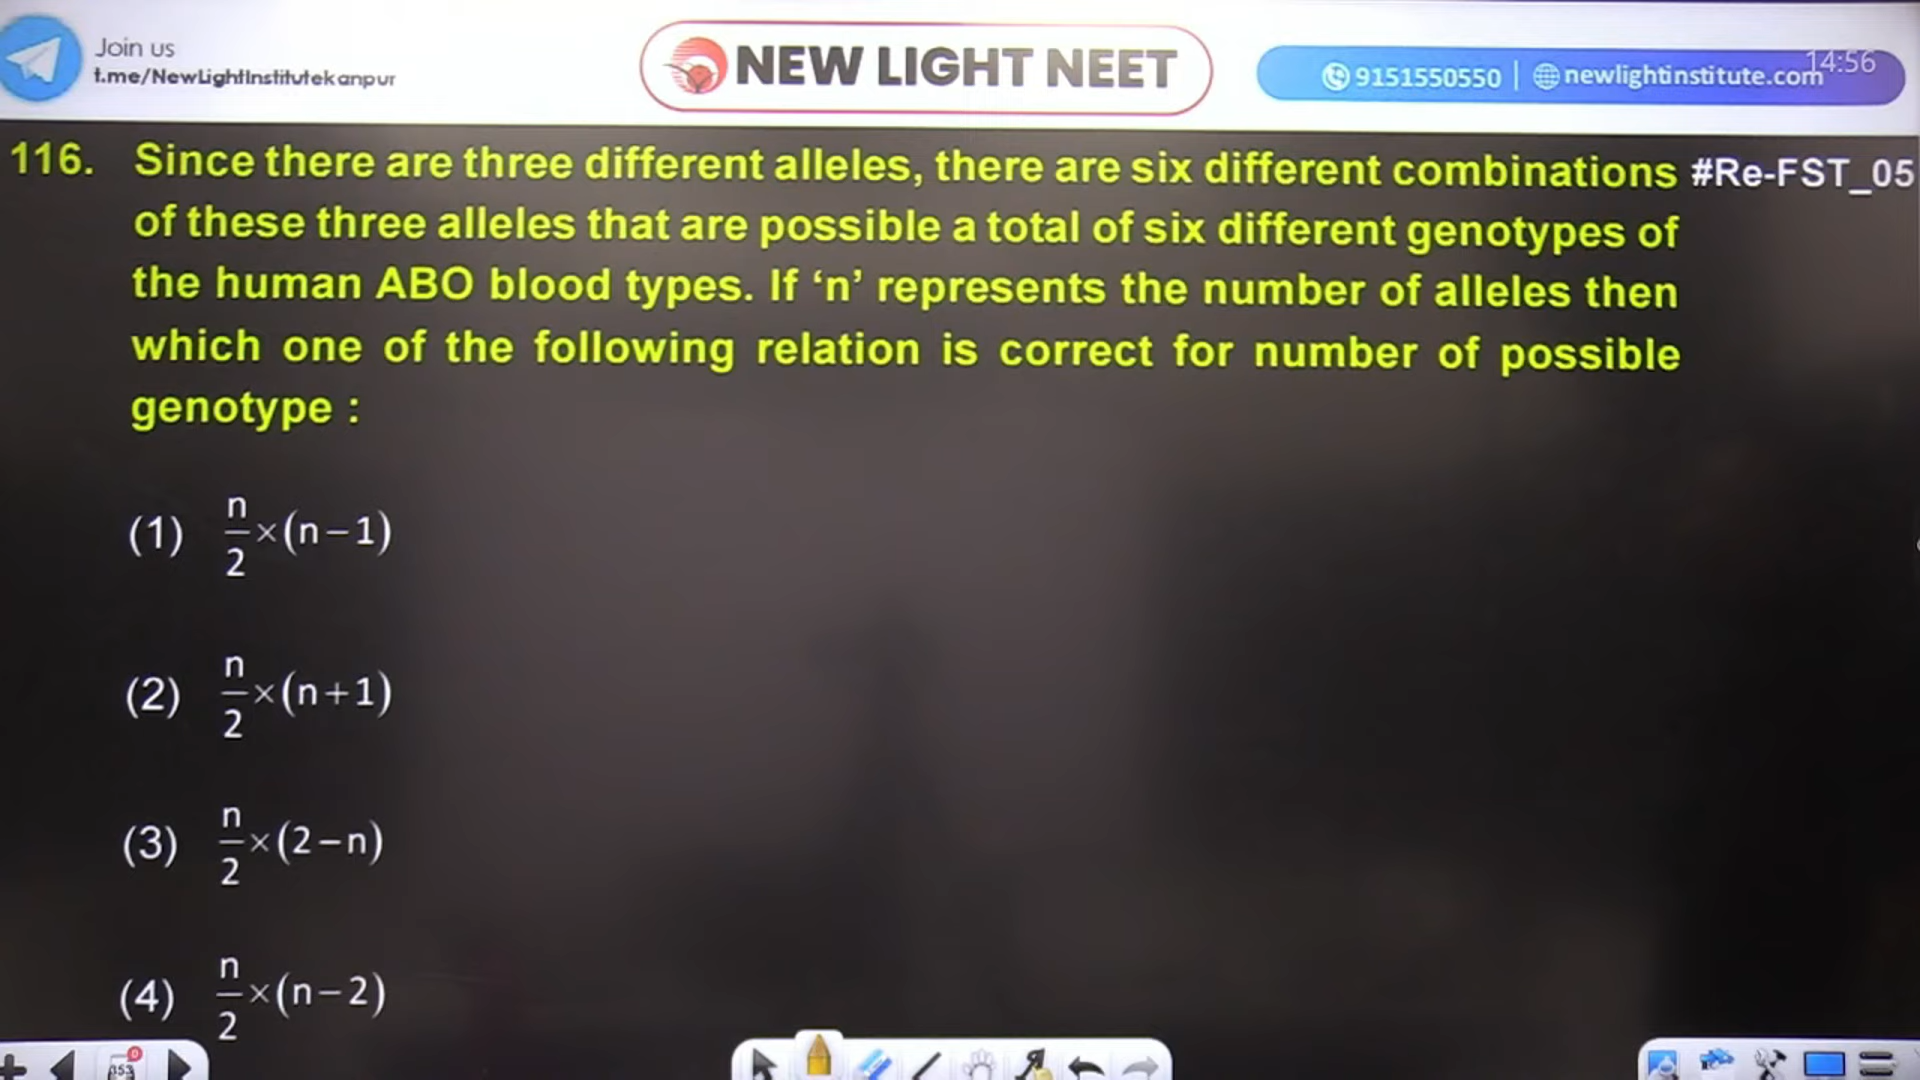 Join us
t.me/NewLightInstitutekanpur
NEW LIGHT NEET
9151550550 | newlightinstitute.com
14:56
116. Since there are three different alleles, there are six different combinations #Re-FST_05
of these three alleles that are possible a total of six different genotypes of
the human ABO blood types. If ‘n’ represents the number of alleles then
which one of the following relation is correct for number of possible
genotype :
(1) n/2 ×(n−1)
(2) n/2 ×(n+1)
(3) n/2 ×(2−n)
(4) n/2 ×(n−2)
353
0